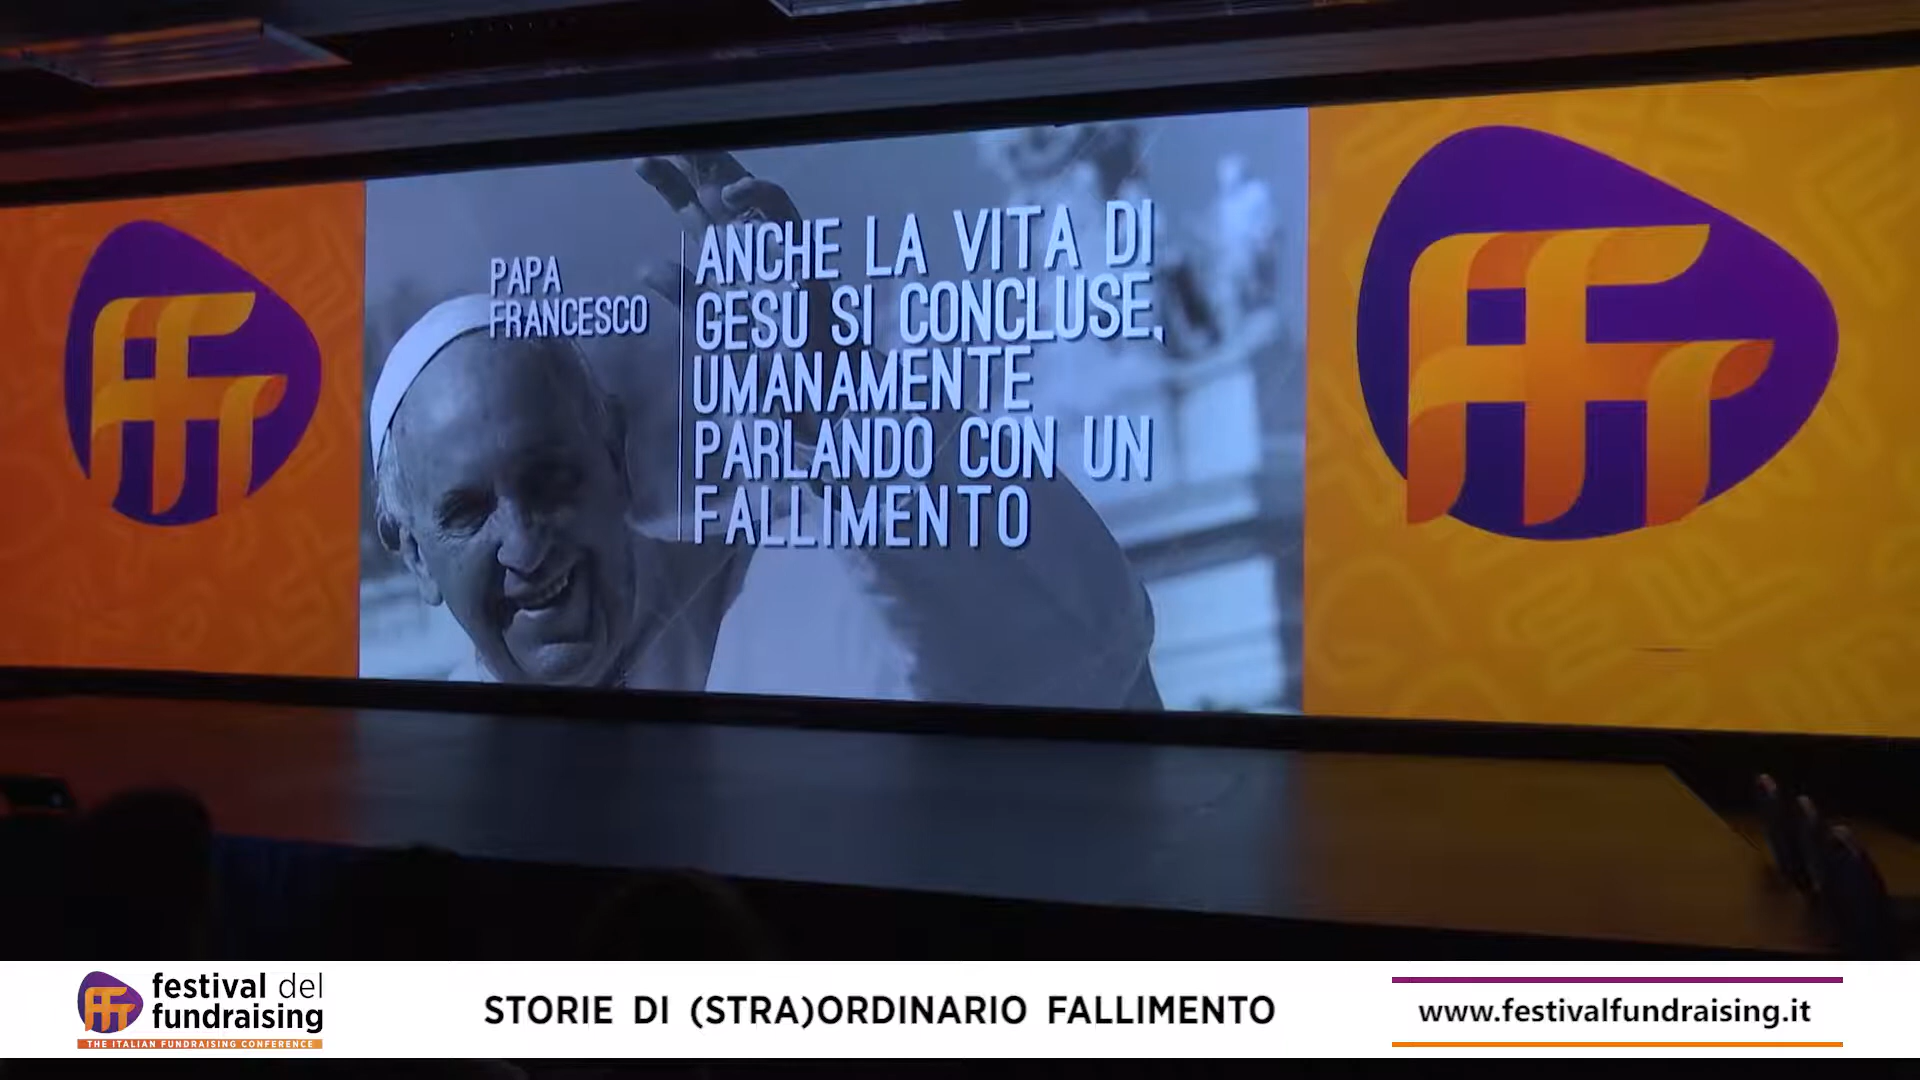 PAPA
FRANCESCO
ANCHE LA VITA DI
GESÙ SI CONCLUSE,
UMANAMENTE
PARLANDO CON UN
FALLIMENTO
festival del
fundraising
THE ITALIAN FUNDRAISING CONFERENCE
STORIE DI (STRA)ORDINARIO FALLIMENTO
www.festivalfundraising.it